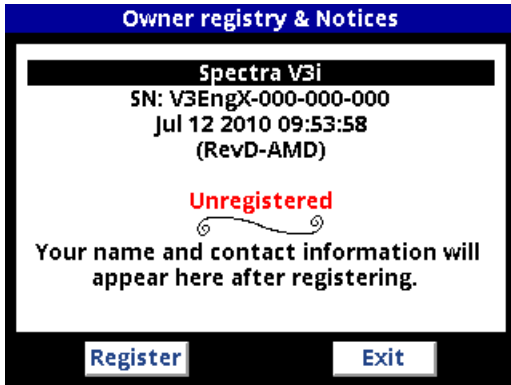 Owner registry & Notices
Spectra V3i
SN: V3EngX-000-000-000
Jul 12 2010 09:53:58
(RevD-AMD)
Unregistered
Your name and contact information will
appear here after registering.
Register Exit